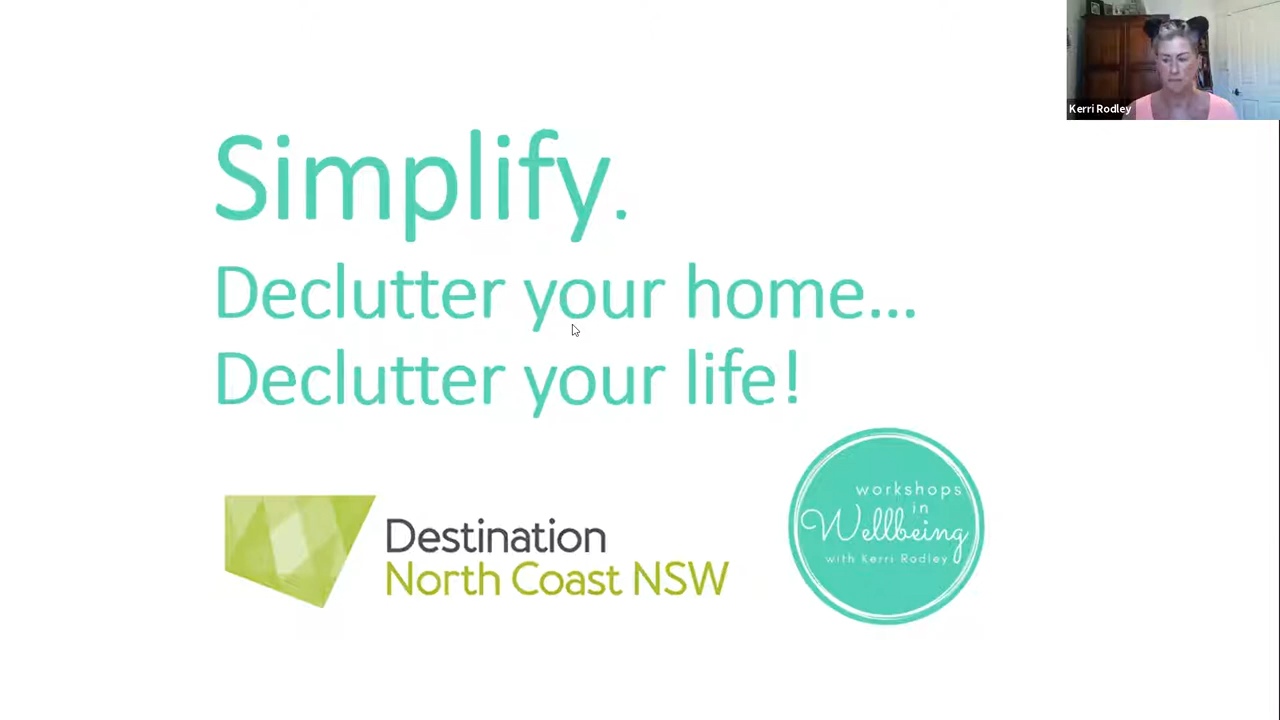 Kerri Rodley
Simplify.
Declutter your home...
Declutter your life!
Destination
North Coast NSW
workshops
in
Wellbeing
with Kerri Rodley